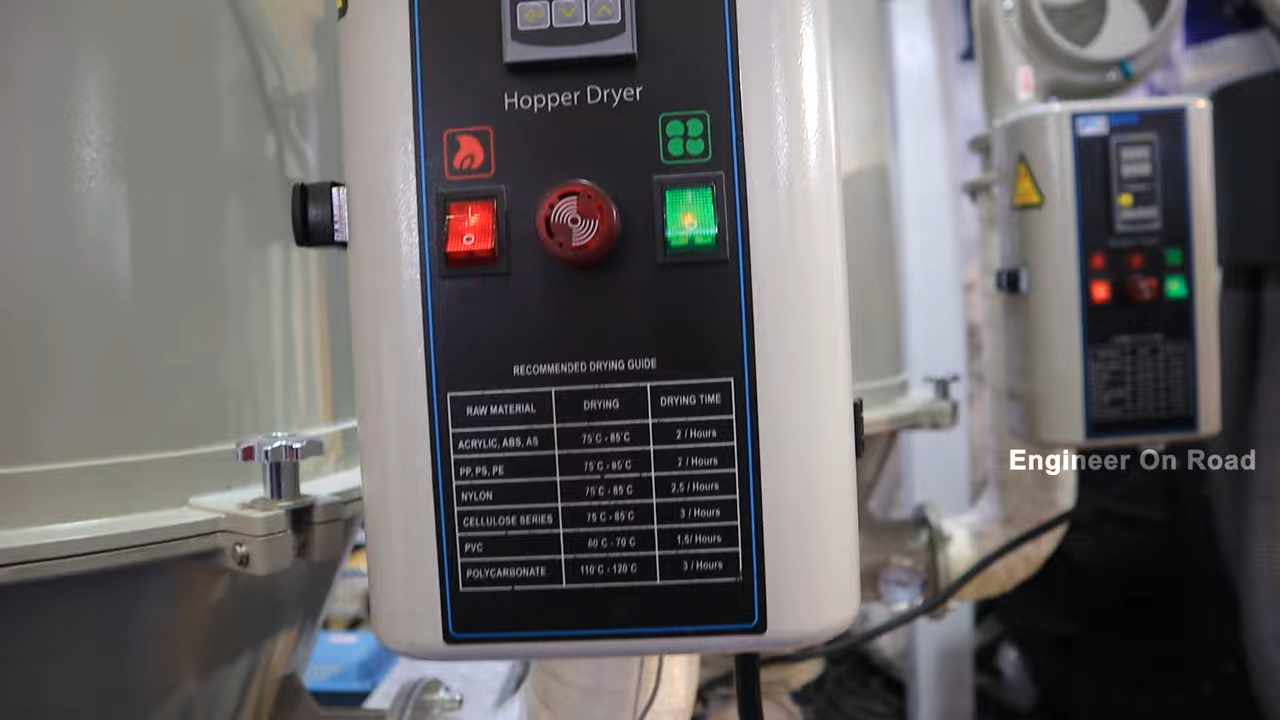 Hopper Dryer
RECOMMENDED DRYING GUIDE
RAW MATERIAL DRYING DRYING TIME
ACRYLIC, ABS, AS 75°C - 85°C 2 / Hours
PP, PS, PE 75°C - 85°C 2 / Hours
NYLON 75°C - 85°C 2,5 / Hours
CELLULOSE SERIES 75°C - 85°C 3 / Hours
PVC 60°C - 70°C 1,5/ Hours
POLYCARBONATE 110°C - 120°C 3 / Hours
Engineer On Road